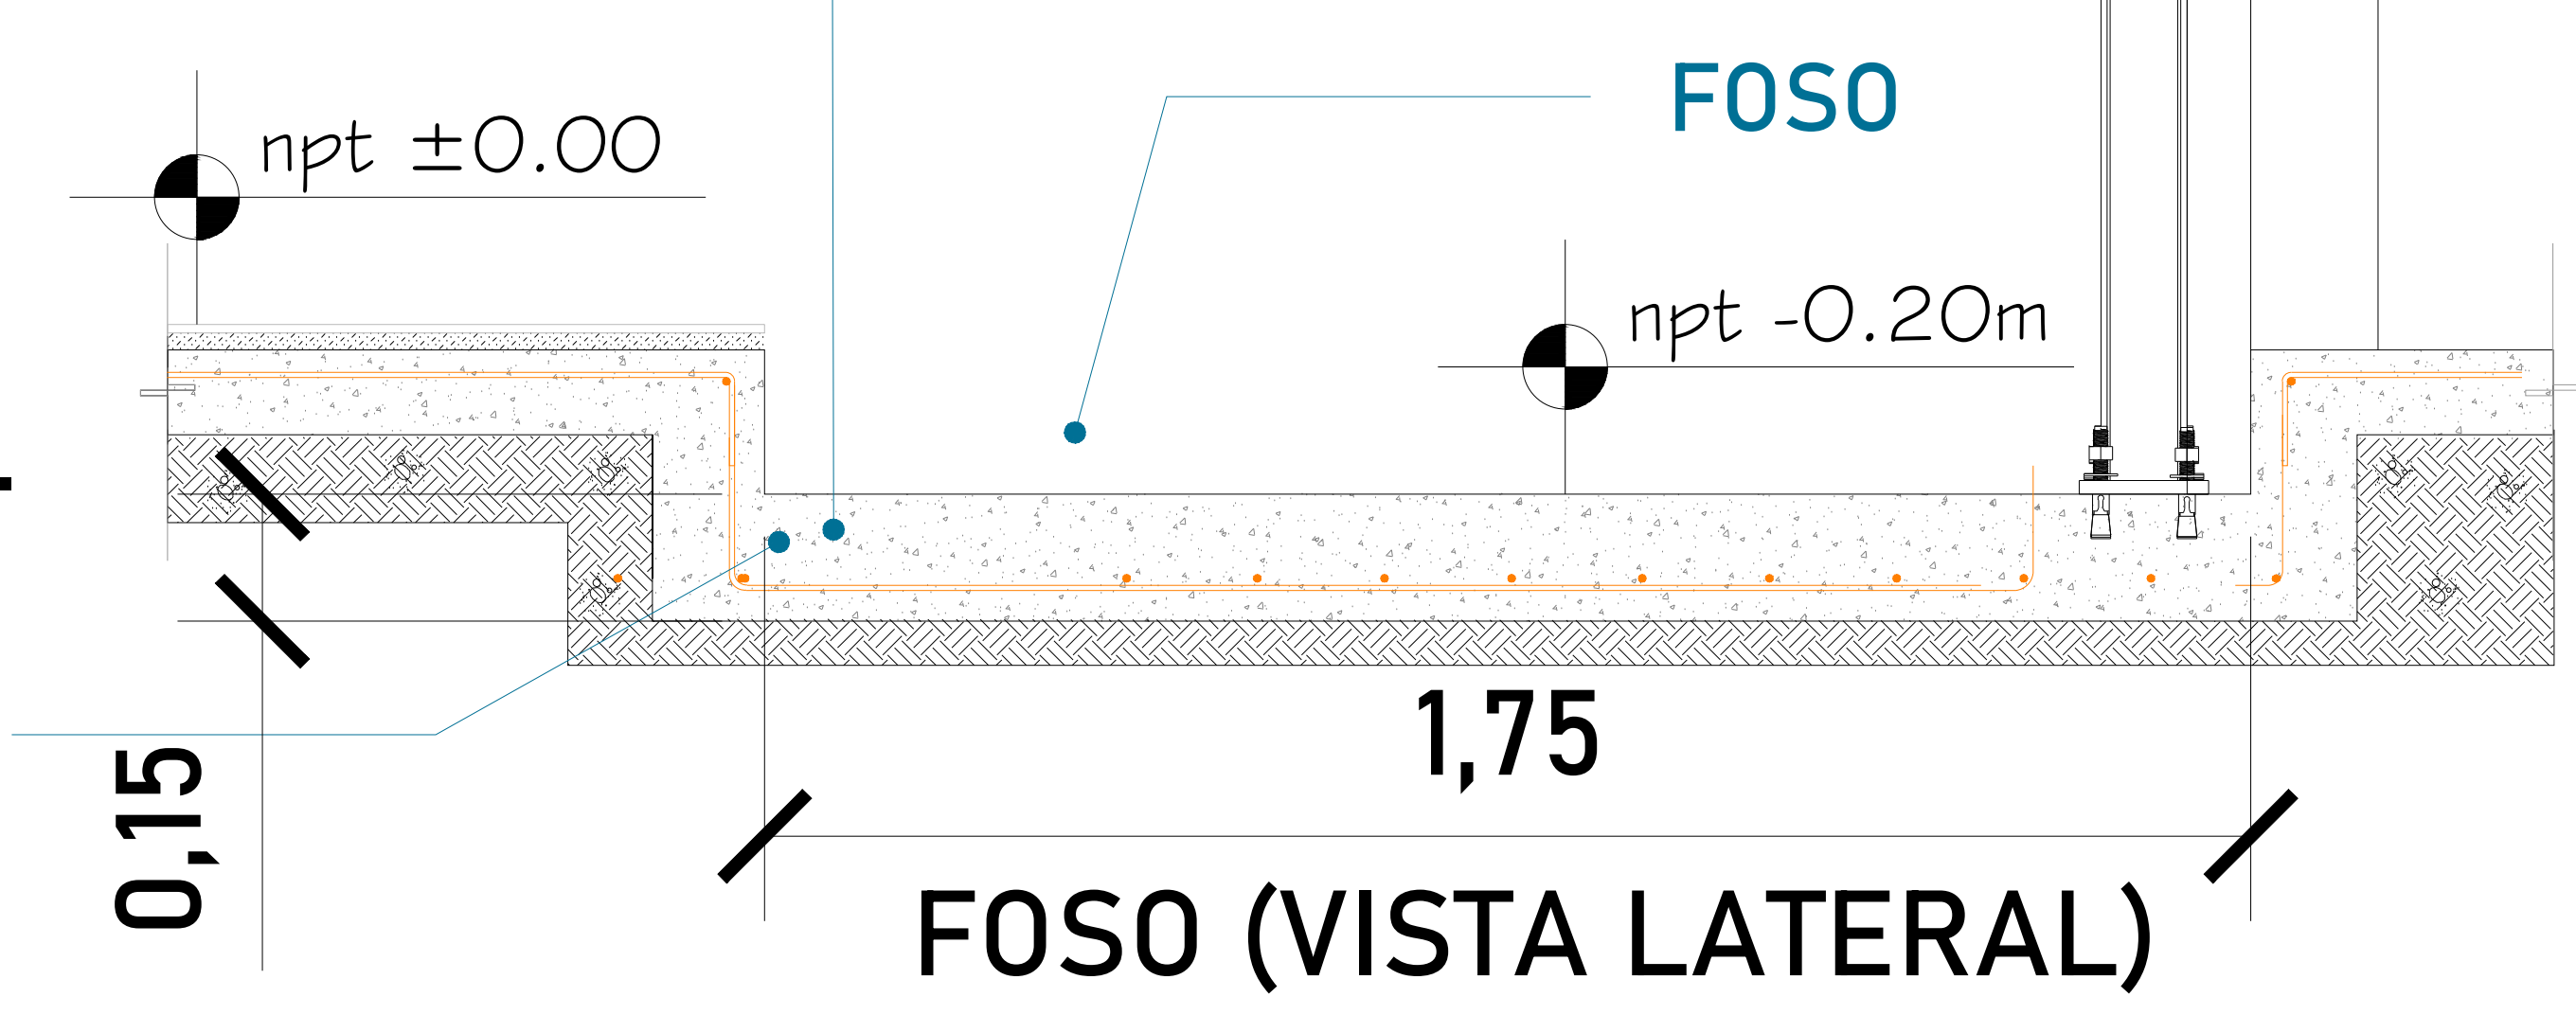 FOSO
npt ±0.00
npt -0.20m
1,75
0,15
FOSO (VISTA LATERAL)